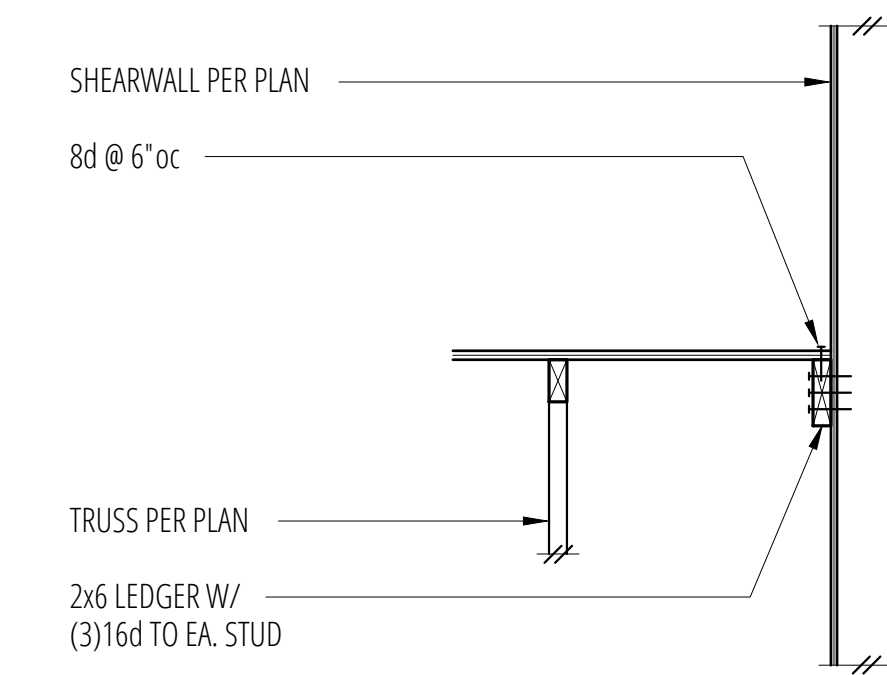 SHEARWALL PER PLAN
8d @ 6"oc
TRUSS PER PLAN
2x6 LEDGER W/
(3)16d TO EA. STUD